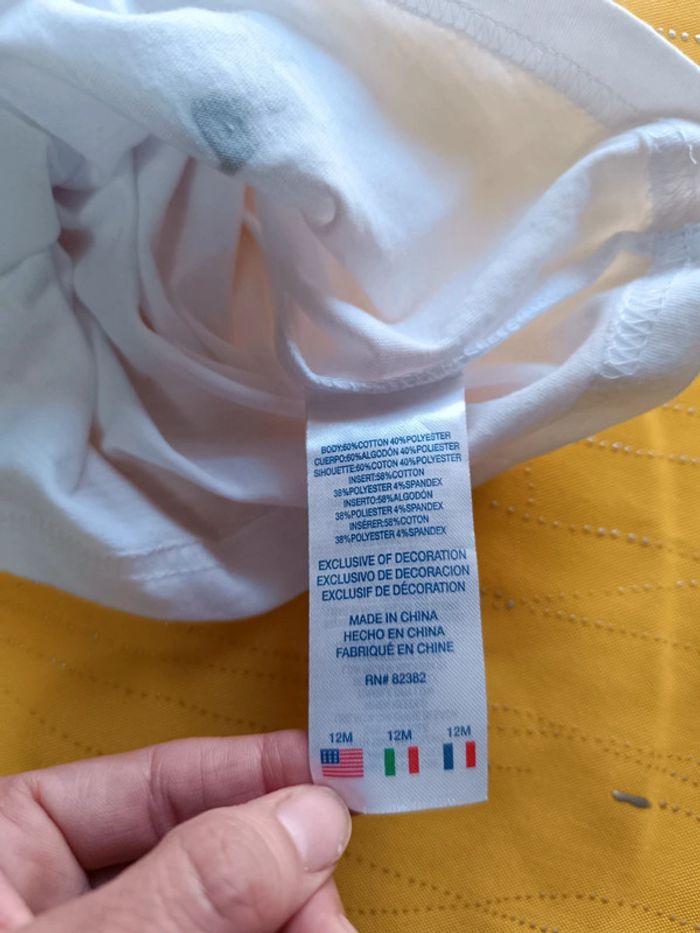 BODY:60%COTTON 40%POLYESTER
CUERPO:60%ALGODÓN 40%POLIESTER
SIHOUETTE:60%COTON 40%POLYESTER
INSERT:58%COTTON
38%POLYESTER 4%SPANDEX
INSERTO:58%ALGODÓN
38%POLIESTER 4%SPANDEX
INSÉRER:58%COTON
38%POLYESTER 4%SPANDEX
EXCLUSIVE OF DECORATION
EXCLUSIVO DE DECORACION
EXCLUSIF DE DÉCORATION
MADE IN CHINA
HECHO EN CHINA
FABRIQUÉ EN CHINE
RN# 82382
12M 12M 12M